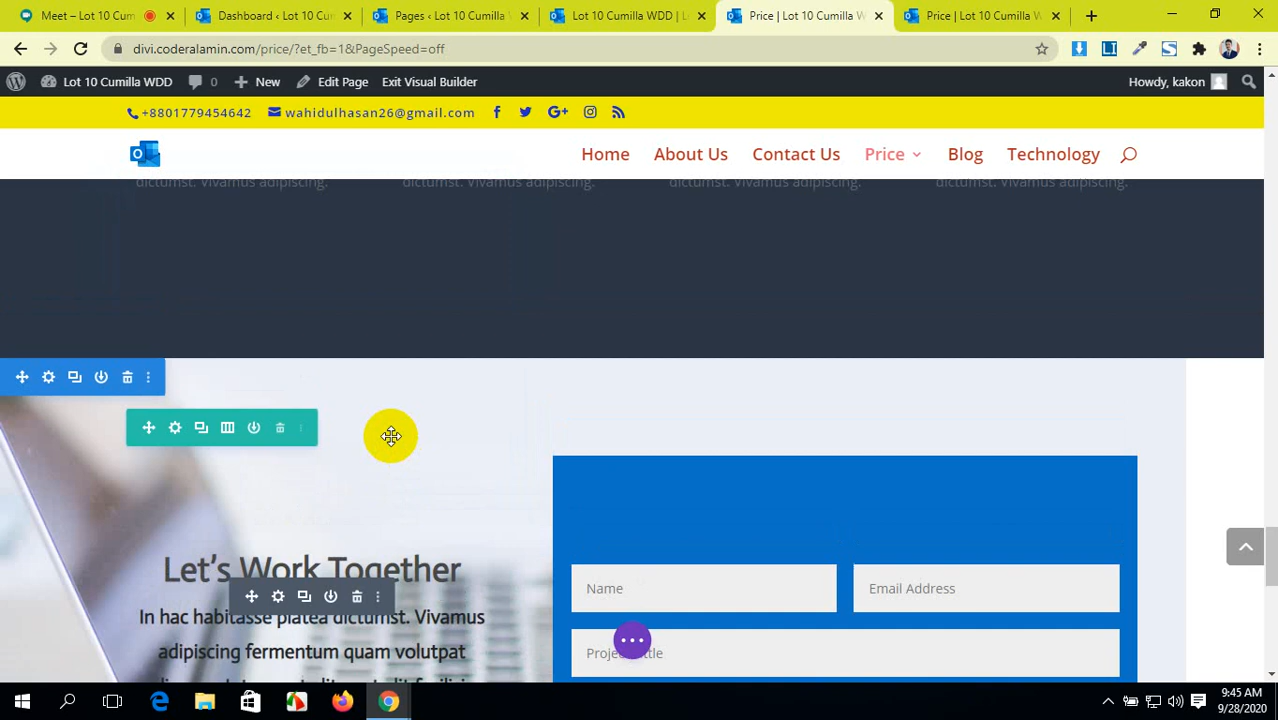 Meet – Lot 10 Cum
Dashboard ‹ Lot 10 Cu
Pages ‹ Lot 10 Cumilla W
Lot 10 Cumilla WDD | L
Price | Lot 10 Cumilla W
Price | Lot 10 Cumilla W
divi.coderalamin.com/price/?et_fb=1&PageSpeed=off
Lot 10 Cumilla WDD
0
New
Edit Page
Exit Visual Builder
Howdy, kakon
+8801779454642
wahidulhasan26@gmail.com
Home
About Us
Contact Us
Price
Blog
Technology
dictumst. Vivamus adipiscing.
dictumst. Vivamus adipiscing.
dictumst. Vivamus adipiscing.
dictumst. Vivamus adipiscing.
Let's Work Together
In hac habitasse platea dictumst. Vivamus
adipiscing fermentum quam volutpat
Name
Email Address
9:45 AM
9/28/2020